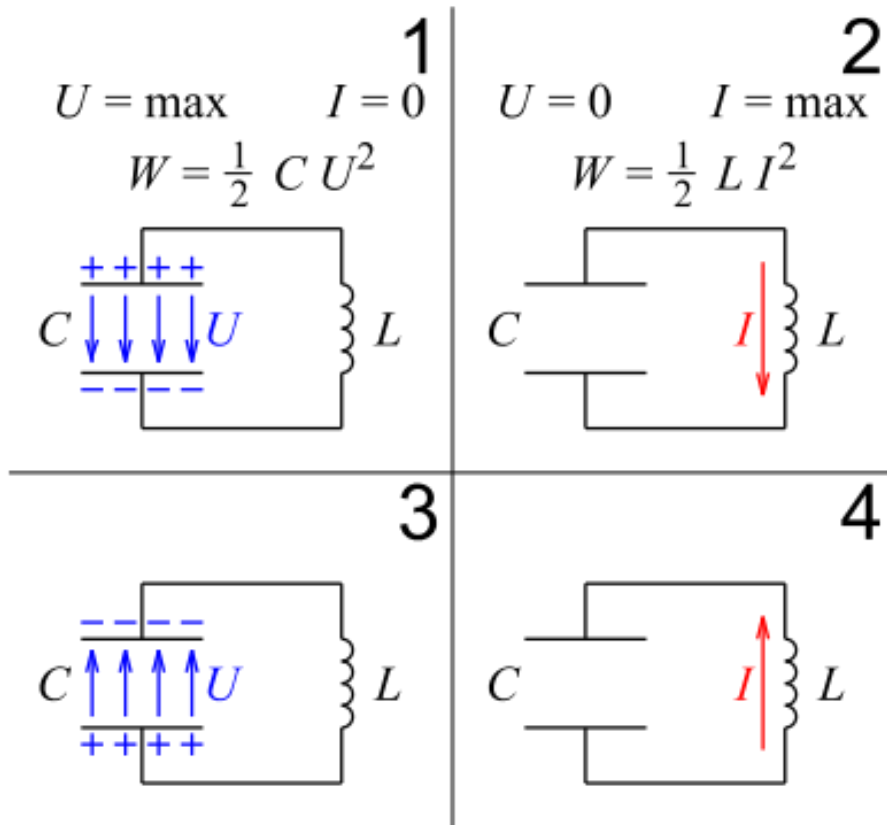 1
U = max I = 0
W = ½ C U²
+ + + +
C U L
− − − −
2
U = 0 I = max
W = ½ L I²
C I L
3
− − − −
C U L
+ + + +
4
C I L